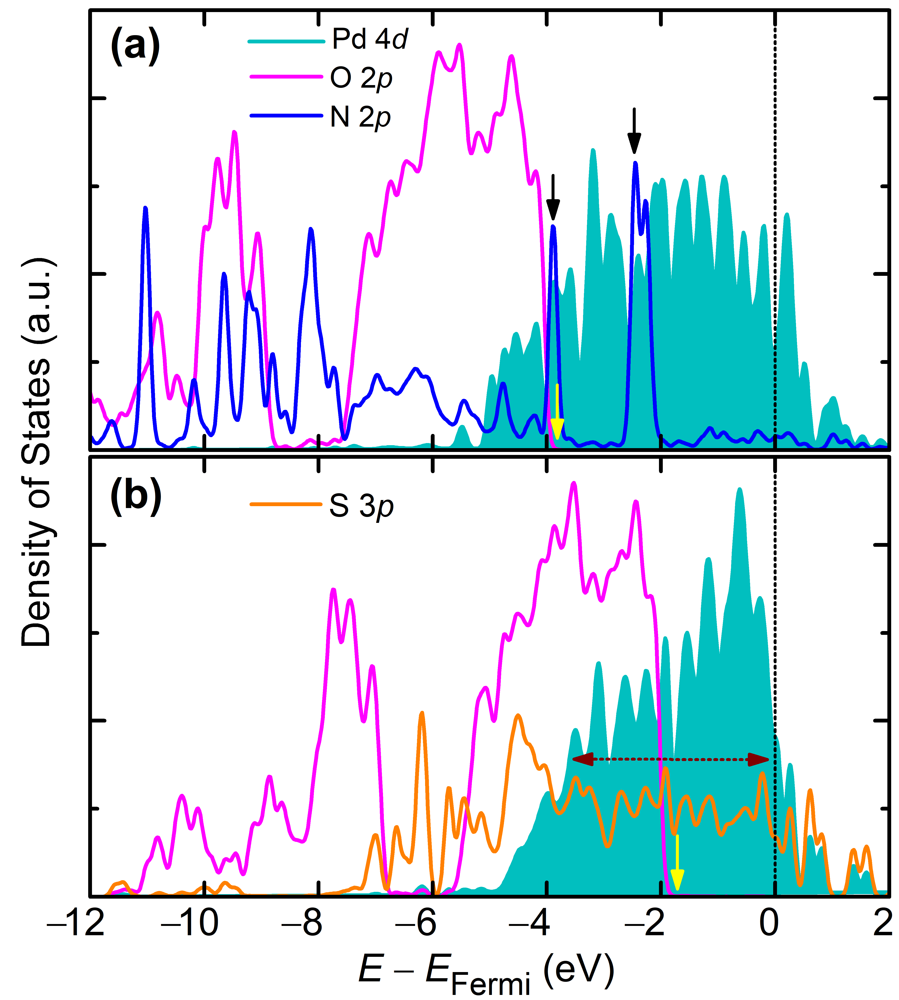 (a)
Pd 4d
O 2p
N 2p
Density of States (a.u.)
(b)
S 3p
–12 –10 –8 –6 –4 –2 0 2
E – EFermi (eV)